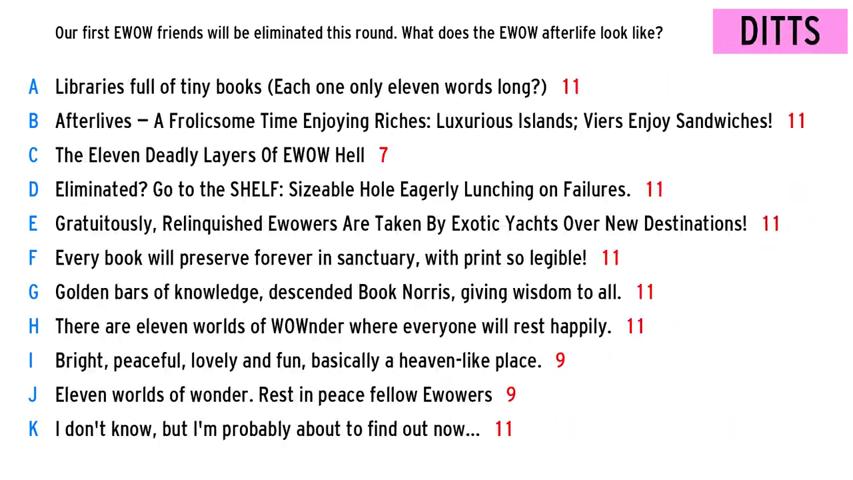 Our first EWOW friends will be eliminated this round. What does the EWOW afterlife look like?
DITTS
A Libraries full of tiny books (Each one only eleven words long?) 11
B Afterlives – A Frolicsome Time Enjoying Riches: Luxurious Islands; Viers Enjoy Sandwiches! 11
C The Eleven Deadly Layers Of EWOW Hell 7
D Eliminated? Go to the SHELF: Sizeable Hole Eagerly Lunching on Failures. 11
E Gratuitously, Relinquished Ewowers Are Taken By Exotic Yachts Over New Destinations! 11
F Every book will preserve forever in sanctuary, with print so legible! 11
G Golden bars of knowledge, descended Book Norris, giving wisdom to all. 11
H There are eleven worlds of WOWnder where everyone will rest happily. 11
I Bright, peaceful, lovely and fun, basically a heaven-like place. 9
J Eleven worlds of wonder. Rest in peace fellow Ewowers 9
K I don't know, but I'm probably about to find out now... 11